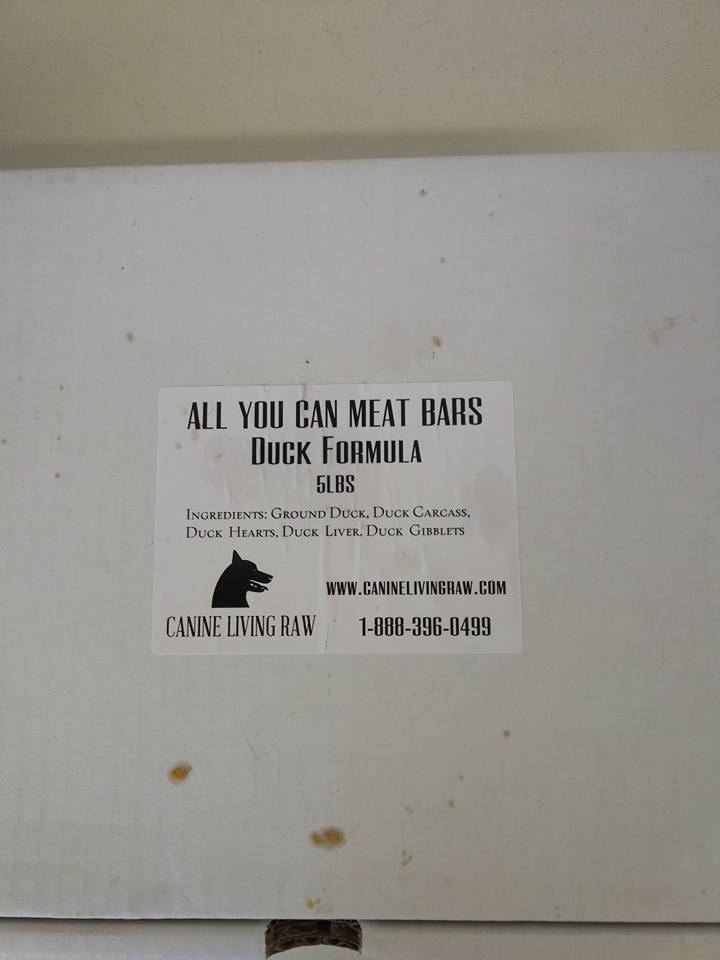 ALL YOU CAN MEAT BARS
DUCK FORMULA
5LBS
INGREDIENTS: GROUND DUCK, DUCK CARCASS,
DUCK HEARTS, DUCK LIVER, DUCK GIBBLETS
WWW.CANINELIVINGRAW.COM
CANINE LIVING RAW
1-888-396-0499